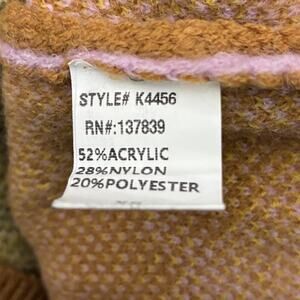 STYLE# K4456
RN#:137839
52%ACRYLIC
28%NYLON
20%POLYESTER